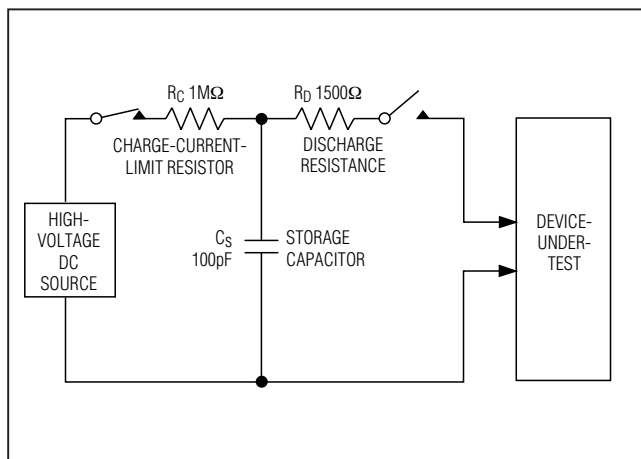 R_C 1MΩ
CHARGE-CURRENT-
LIMIT RESISTOR
R_D 1500Ω
DISCHARGE
RESISTANCE
HIGH-
VOLTAGE
DC
SOURCE
C_S
100pF
STORAGE
CAPACITOR
DEVICE-
UNDER-
TEST